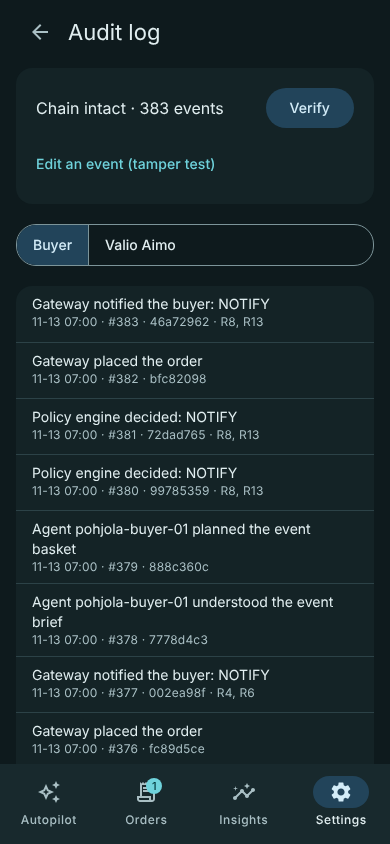 Audit log
Chain intact · 383 events
Verify
Edit an event (tamper test)
Buyer
Valio Aimo
Gateway notified the buyer: NOTIFY
11-13 07:00 · #383 · 46a72962 · R8, R13
Gateway placed the order
11-13 07:00 · #382 · bfc82098
Policy engine decided: NOTIFY
11-13 07:00 · #381 · 72dad765 · R8, R13
Policy engine decided: NOTIFY
11-13 07:00 · #380 · 99785359 · R8, R13
Agent pohjola-buyer-01 planned the event
basket
11-13 07:00 · #379 · 888c360c
Agent pohjola-buyer-01 understood the event
brief
11-13 07:00 · #378 · 7778d4c3
Gateway notified the buyer: NOTIFY
11-13 07:00 · #377 · 002ea98f · R4, R6
Gateway placed the order
11-13 07:00 · #376 · fc89d5ce
1
Autopilot
Orders
Insights
Settings